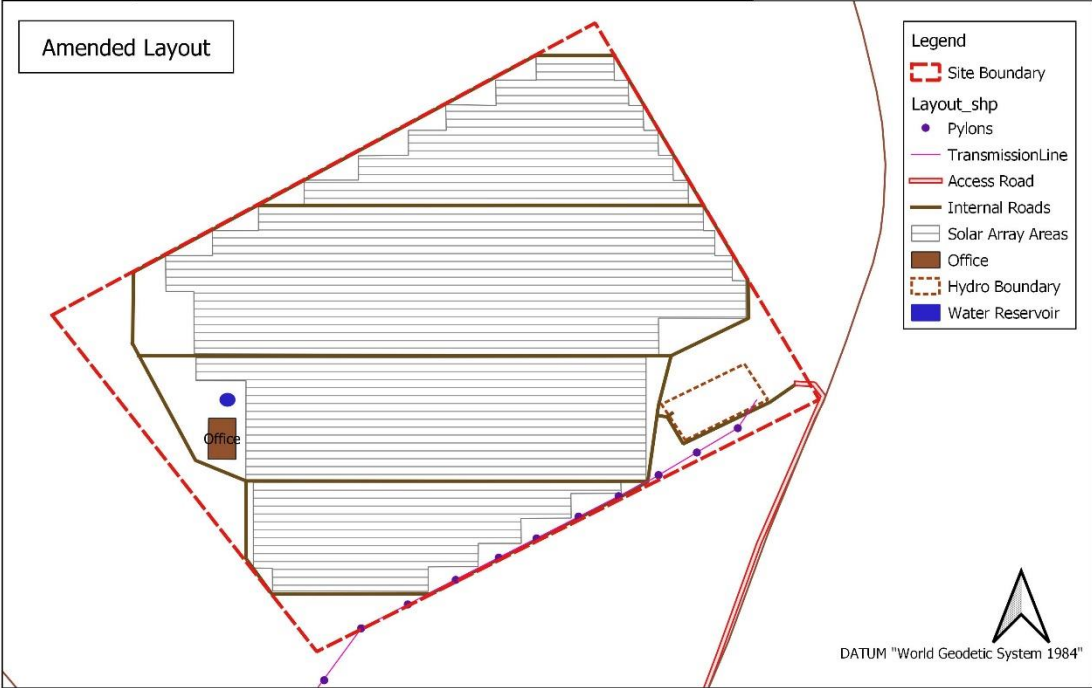 Amended Layout
Legend
Site Boundary
Layout_shp
Pylons
TransmissionLine
Access Road
Internal Roads
Solar Array Areas
Office
Hydro Boundary
Water Reservoir
Office
DATUM "World Geodetic System 1984"